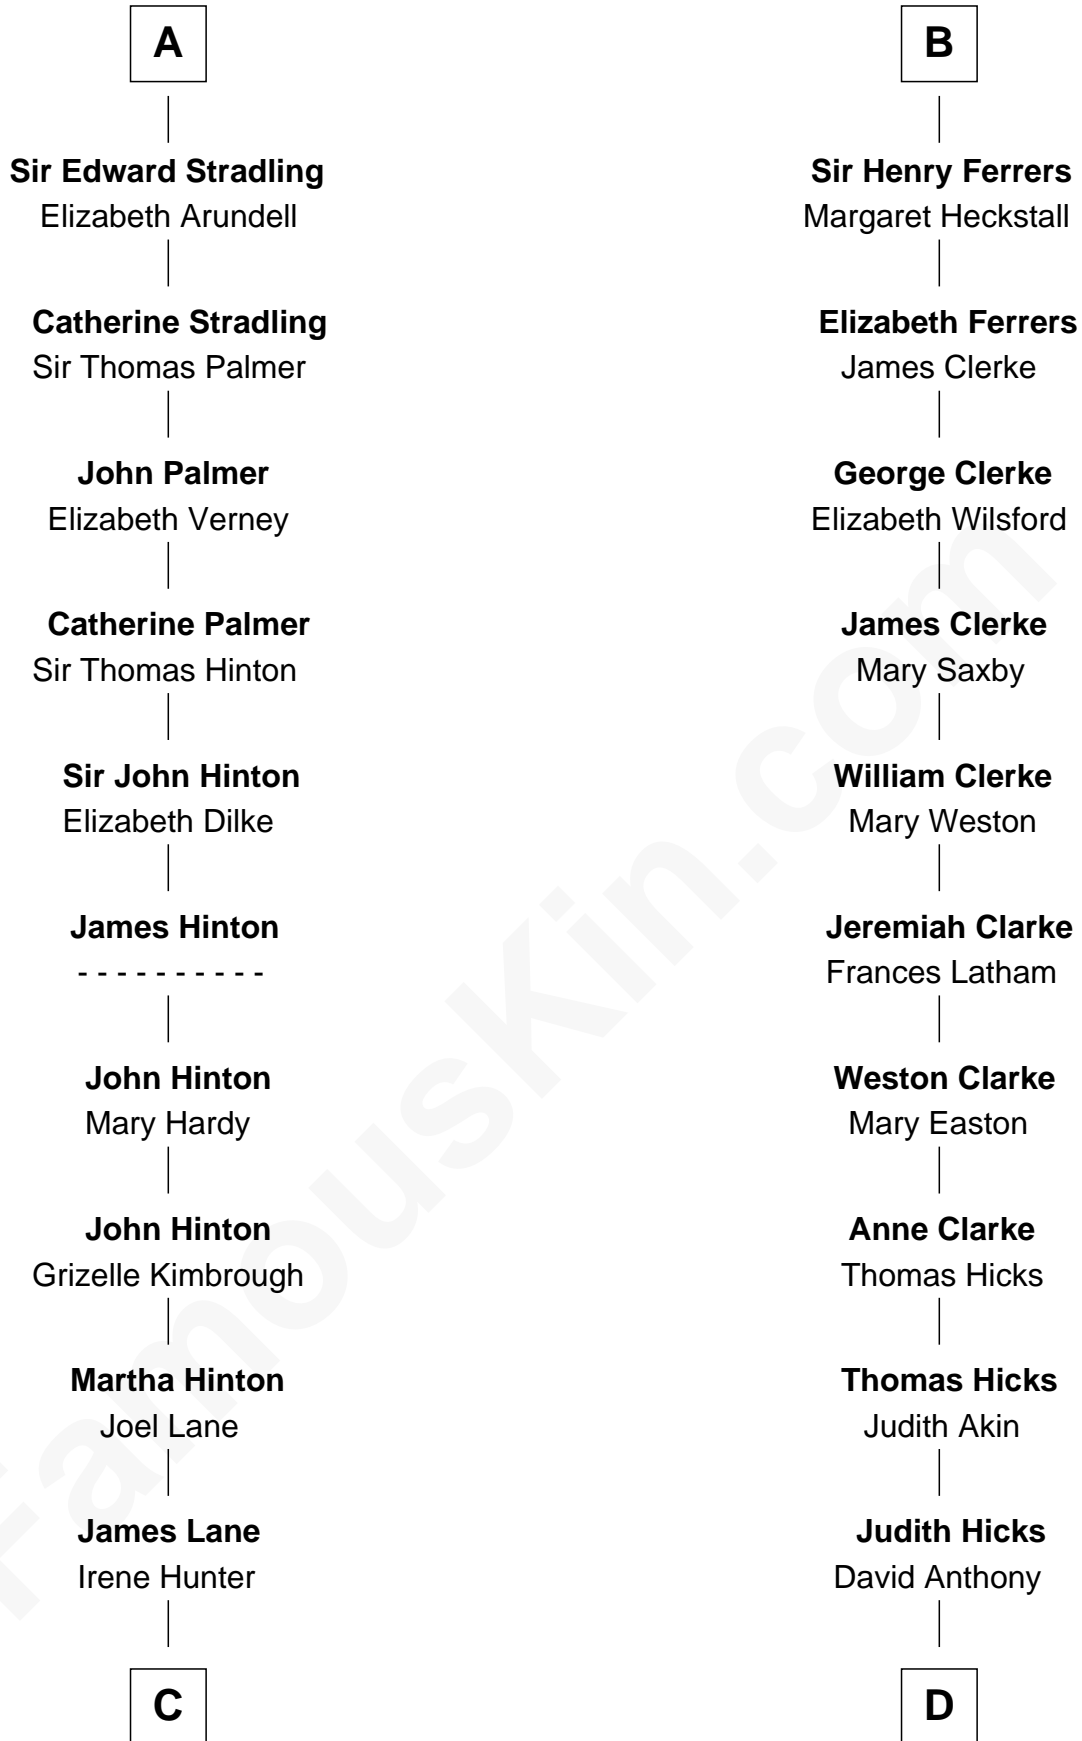 A
Sir Edward Stradling
Elizabeth Arundell
Catherine Stradling
Sir Thomas Palmer
John Palmer
Elizabeth Verney
Catherine Palmer
Sir Thomas Hinton
Sir John Hinton
Elizabeth Dilke
James Hinton
- - - - - - - - - -
John Hinton
Mary Hardy
John Hinton
Grizelle Kimbrough
Martha Hinton
Joel Lane
James Lane
Irene Hunter
C
B
Sir Henry Ferrers
Margaret Heckstall
Elizabeth Ferrers
James Clerke
George Clerke
Elizabeth Wilsford
James Clerke
Mary Saxby
William Clerke
Mary Weston
Jeremiah Clarke
Frances Latham
Weston Clarke
Mary Easton
Anne Clarke
Thomas Hicks
Thomas Hicks
Judith Akin
Judith Hicks
David Anthony
D
FamousKin.com